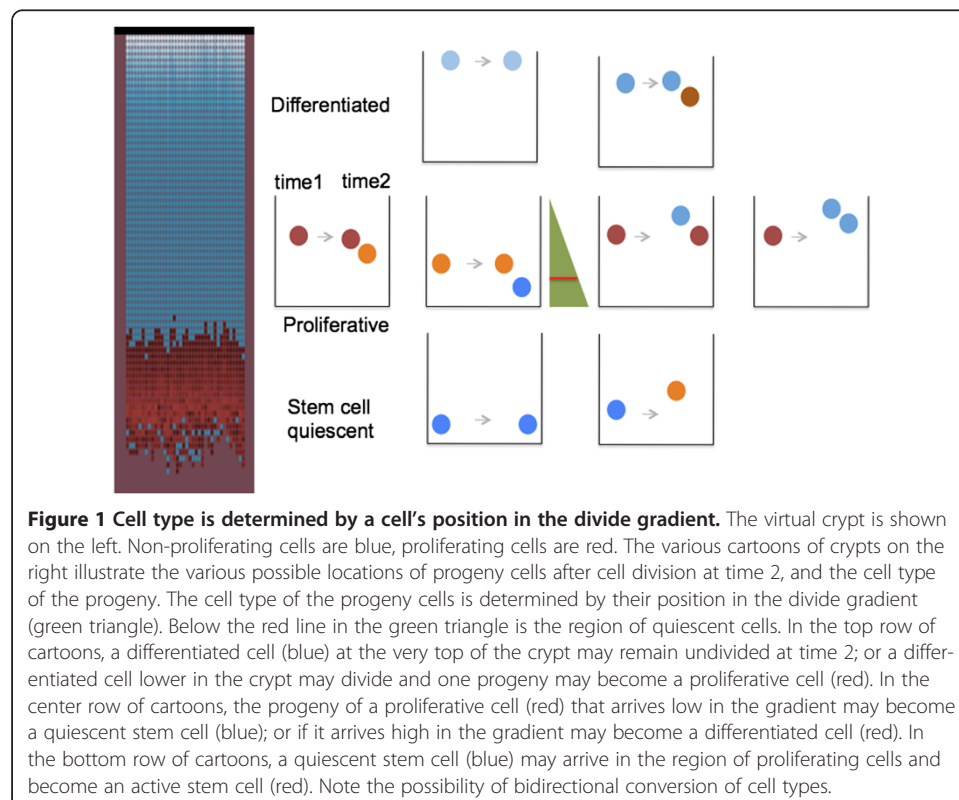 Differentiated
time1 time2
Proliferative
Stem cell
quiescent
Figure 1 Cell type is determined by a cell's position in the divide gradient. The virtual crypt is shown
on the left. Non-proliferating cells are blue, proliferating cells are red. The various cartoons of crypts on the
right illustrate the various possible locations of progeny cells after cell division at time 2, and the cell type
of the progeny. The cell type of the progeny cells is determined by their position in the divide gradient
(green triangle). Below the red line in the green triangle is the region of quiescent cells. In the top row of
cartoons, a differentiated cell (blue) at the very top of the crypt may remain undivided at time 2; or a differ-
entiated cell lower in the crypt may divide and one progeny may become a proliferative cell (red). In the
center row of cartoons, the progeny of a proliferative cell (red) that arrives low in the gradient may become
a quiescent stem cell (blue); or if it arrives high in the gradient may become a differentiated cell (red). In
the bottom row of cartoons, a quiescent stem cell (blue) may arrive in the region of proliferating cells and
become an active stem cell (red). Note the possibility of bidirectional conversion of cell types.